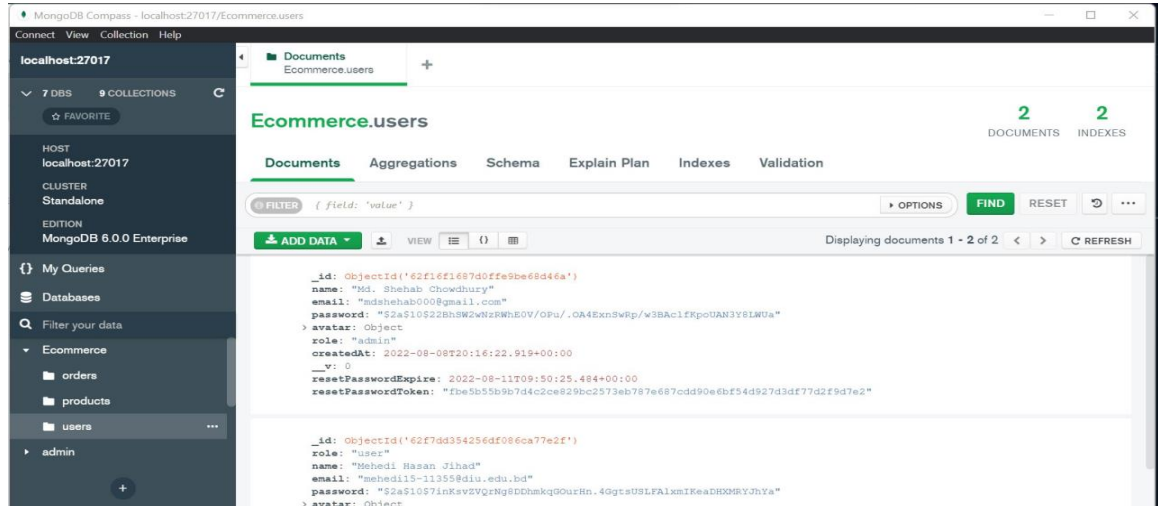 MongoDB Compass - localhost:27017/Ecommerce.users
Connect View Collection Help
localhost:27017
7 DBS 9 COLLECTIONS
FAVORITE
HOST
localhost:27017
CLUSTER
Standalone
EDITION
MongoDB 6.0.0 Enterprise
{} My Queries
Databases
Filter your data
Ecommerce
orders
products
users ...
admin
+
Documents
Ecommerce.users
+
Ecommerce.users
2 DOCUMENTS
2 INDEXES
Documents Aggregations Schema Explain Plan Indexes Validation
FILTER { field: 'value' } OPTIONS FIND RESET ...
ADD DATA VIEW {} Displaying documents 1 - 2 of 2 < > REFRESH
_id: ObjectId('62f16f1687d0ffe9be68d46a')
name: "Md. Shehab Chowdhury"
email: "mdshehab000@gmail.com"
password: "$2a$10$22BhSW2wNzRWhE0V/OPu/.OA4ExnSwRp/w3BAclfKpoUAN3Y8LWUa"
avatar: Object
role: "admin"
createdAt: 2022-08-08T20:16:22.919+00:00
__v: 0
resetPasswordExpire: 2022-08-11T09:50:25.484+00:00
resetPasswordToken: "fbe5b55b9b7d4c2ce829bc2573eb787e687cdd90e6bf54d927d3df77d2f9d7e2"
_id: ObjectId('62f7dd354256df086ca77e2f')
role: "user"
name: "Mehedi Hasan Jihad"
email: "mehedi15-11355@diu.edu.bd"
password: "$2a$10$7inKsvZVQrNg8DDhmkqGOurHn.4GgtsUSLFAlxmIKeaDHXMRYJhYa"
avatar: Object